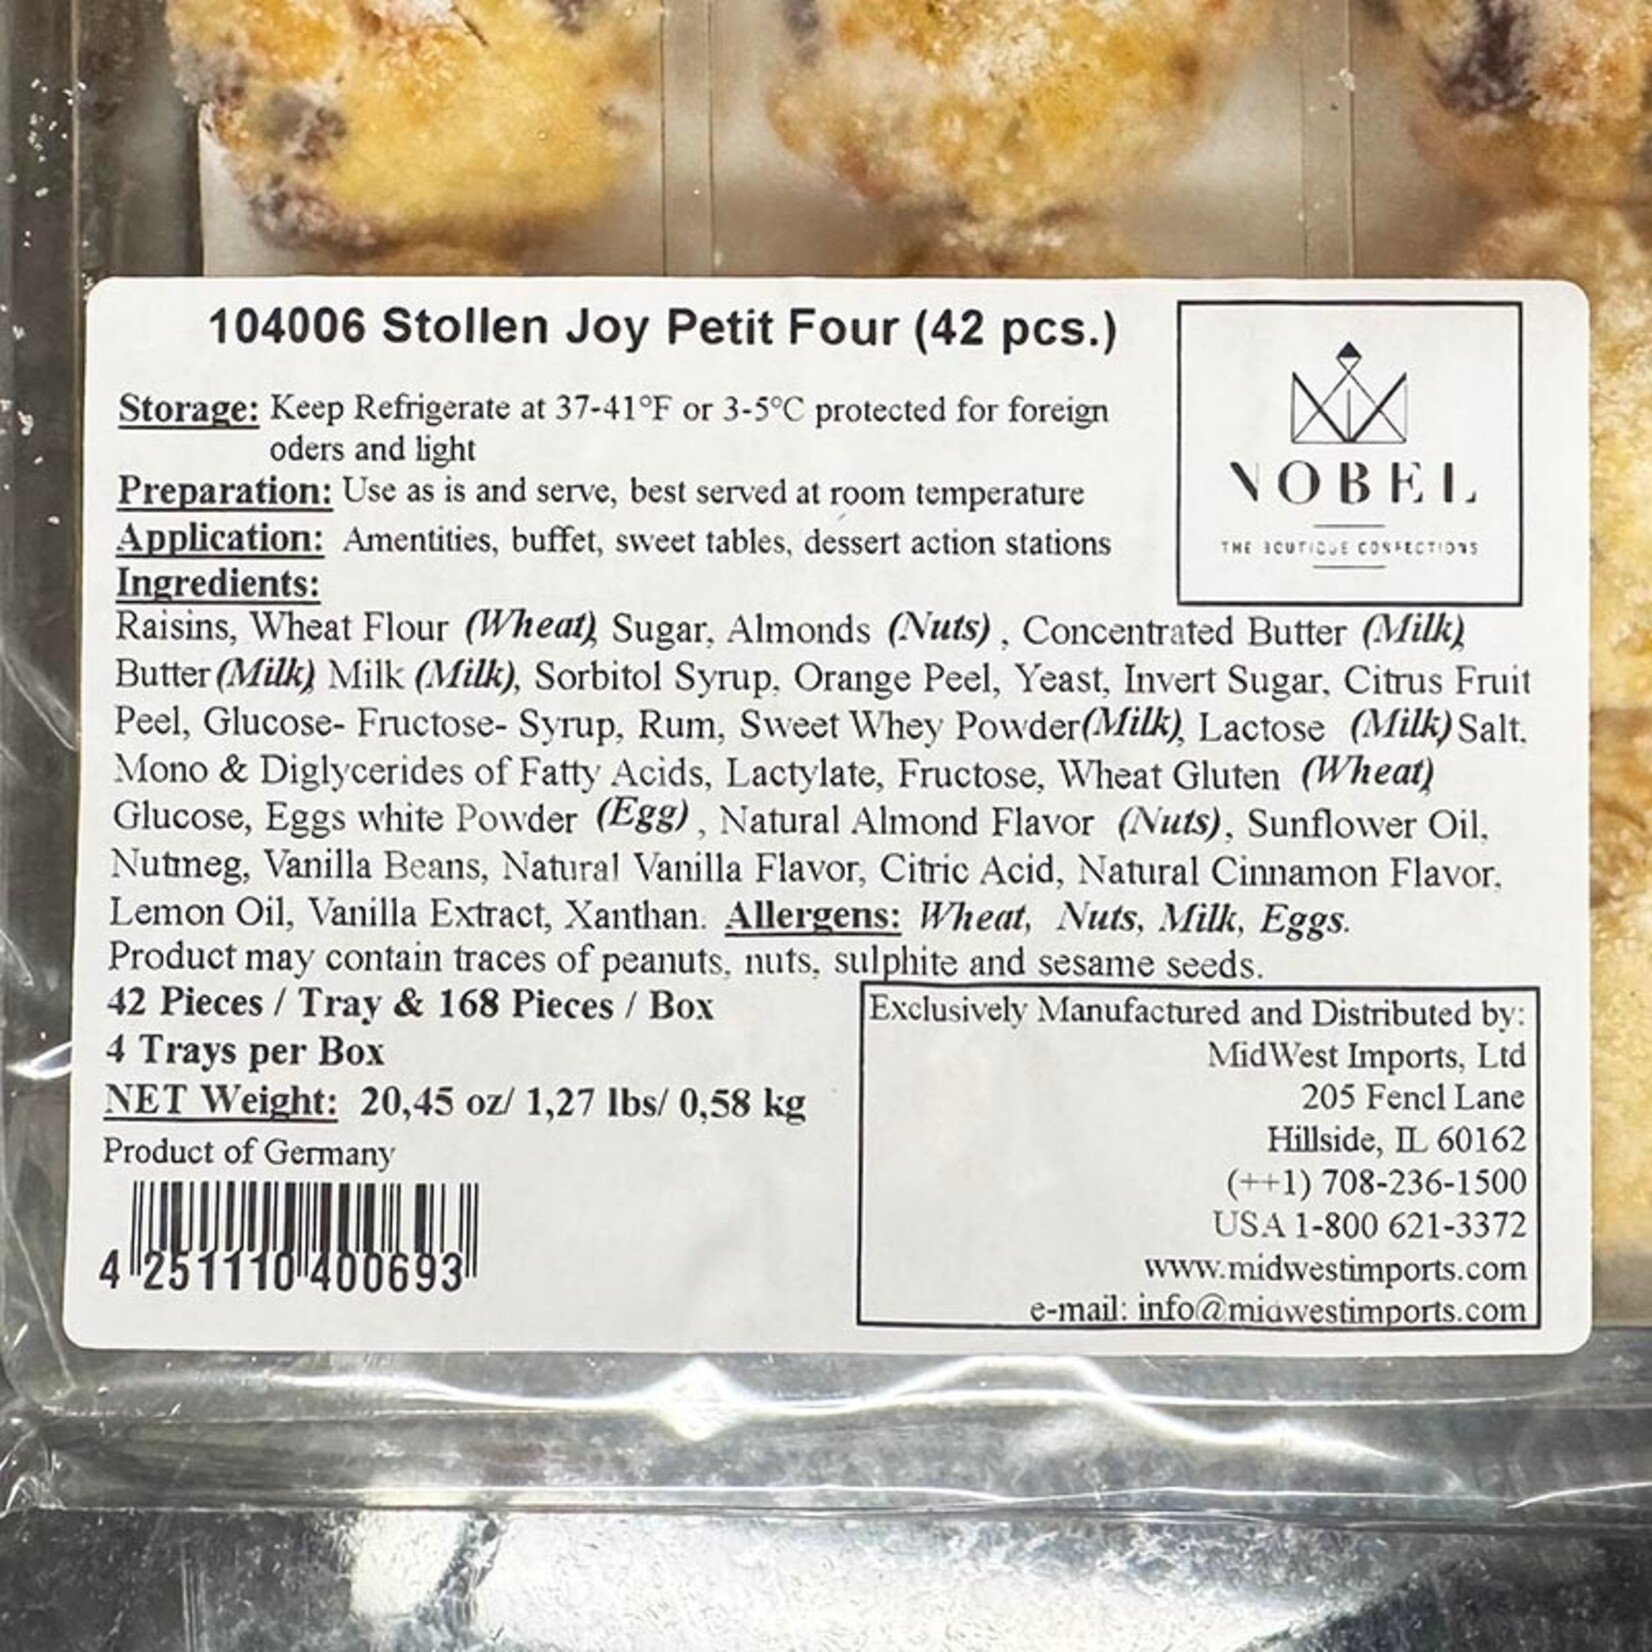 104006 Stollen Joy Petit Four (42 pcs.)
Storage: Keep Refrigerate at 37-41°F or 3-5°C protected for foreign
oders and light
Preparation: Use as is and serve, best served at room temperature
Application: Amentities, buffet, sweet tables, dessert action stations
NOBEL
THE BOUTIQUE CONFECTIONS
Ingredients:
Raisins, Wheat Flour (Wheat), Sugar, Almonds (Nuts) , Concentrated Butter (Milk),
Butter (Milk) Milk (Milk), Sorbitol Syrup, Orange Peel, Yeast, Invert Sugar, Citrus Fruit
Peel, Glucose- Fructose- Syrup, Rum, Sweet Whey Powder(Milk), Lactose (Milk) Salt.
Mono & Diglycerides of Fatty Acids, Lactylate, Fructose, Wheat Gluten (Wheat)
Glucose, Eggs white Powder (Egg) , Natural Almond Flavor (Nuts), Sunflower Oil,
Nutmeg, Vanilla Beans, Natural Vanilla Flavor, Citric Acid, Natural Cinnamon Flavor,
Lemon Oil, Vanilla Extract, Xanthan. Allergens: Wheat, Nuts, Milk, Eggs.
Product may contain traces of peanuts, nuts, sulphite and sesame seeds.
42 Pieces / Tray & 168 Pieces / Box
4 Trays per Box
NET Weight: 20,45 oz/ 1,27 lbs/ 0,58 kg
Product of Germany
4 251110 400693
Exclusively Manufactured and Distributed by:
MidWest Imports, Ltd
205 Fencl Lane
Hillside, IL 60162
(++1) 708-236-1500
USA 1-800 621-3372
www.midwestimports.com
e-mail: info@midwestimports.com